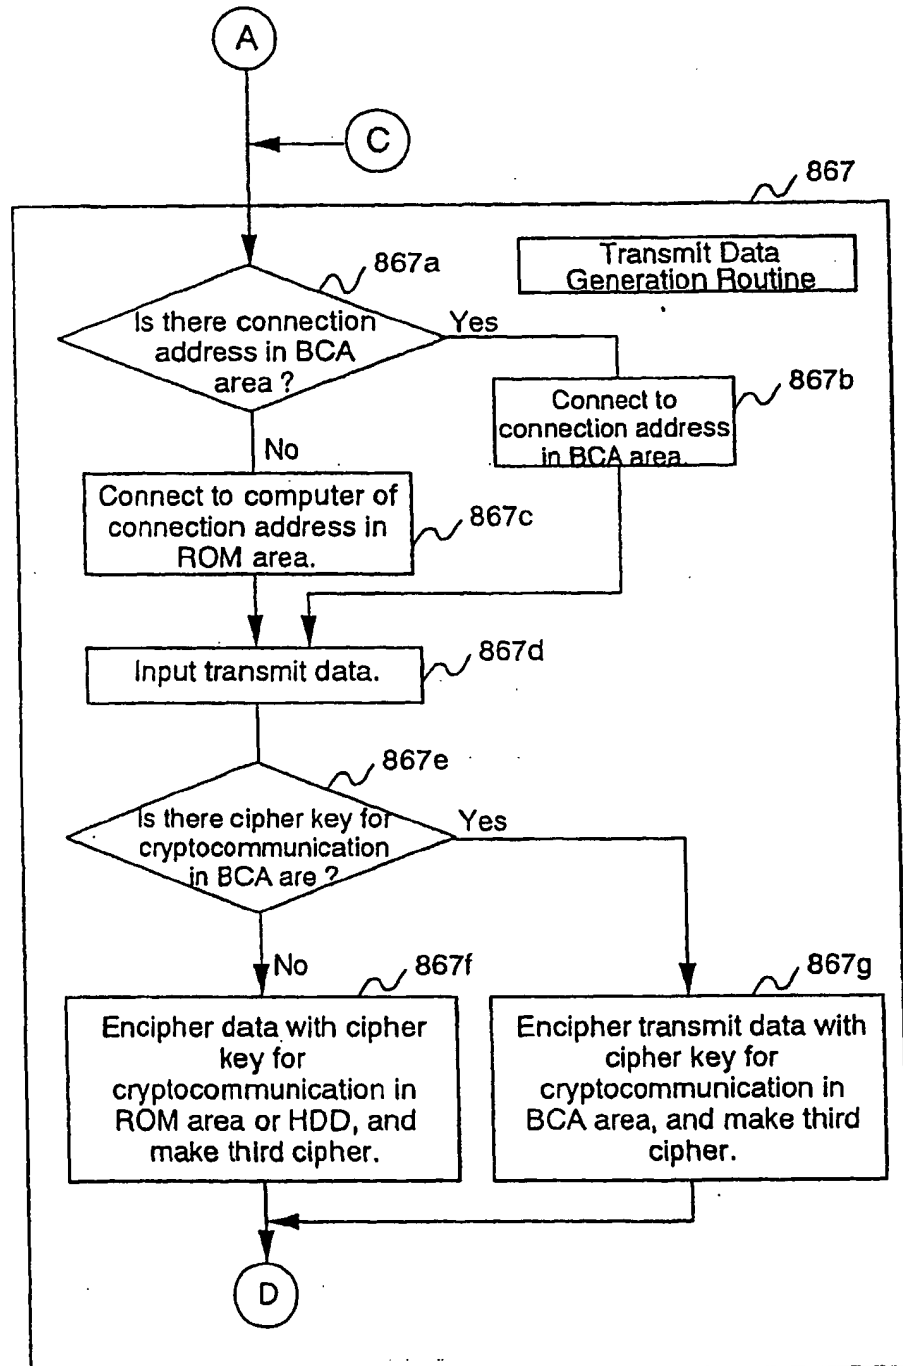 A
C
867
Transmit Data
Generation Routine
867a
Is there connection
address in BCA
area ?
Yes
867b
Connect to
connection address
in BCA area.
No
Connect to computer of
connection address in
ROM area.
867c
Input transmit data.
867d
867e
Is there cipher key for
cryptocommunication
in BCA are ?
Yes
No
867f
867g
Encipher data with cipher
key for
cryptocommunication in
ROM area or HDD, and
make third cipher.
Encipher transmit data with
cipher key for
cryptocommunication in
BCA area, and make third
cipher.
D